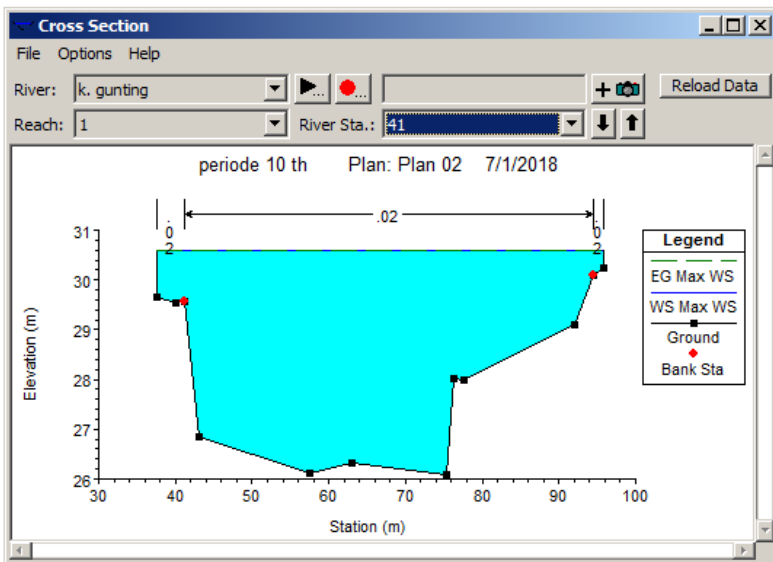 Cross Section
File Options Help
River: k. gunting ... ... + Reload Data
Reach: 1 River Sta.: 41
periode 10 th Plan: Plan 02 7/1/2018
.02 .02 .02
31
30
29
28
27
26
Elevation (m)
30 40 50 60 70 80 90 100
Station (m)
Legend
EG Max WS
WS Max WS
Ground
Bank Sta